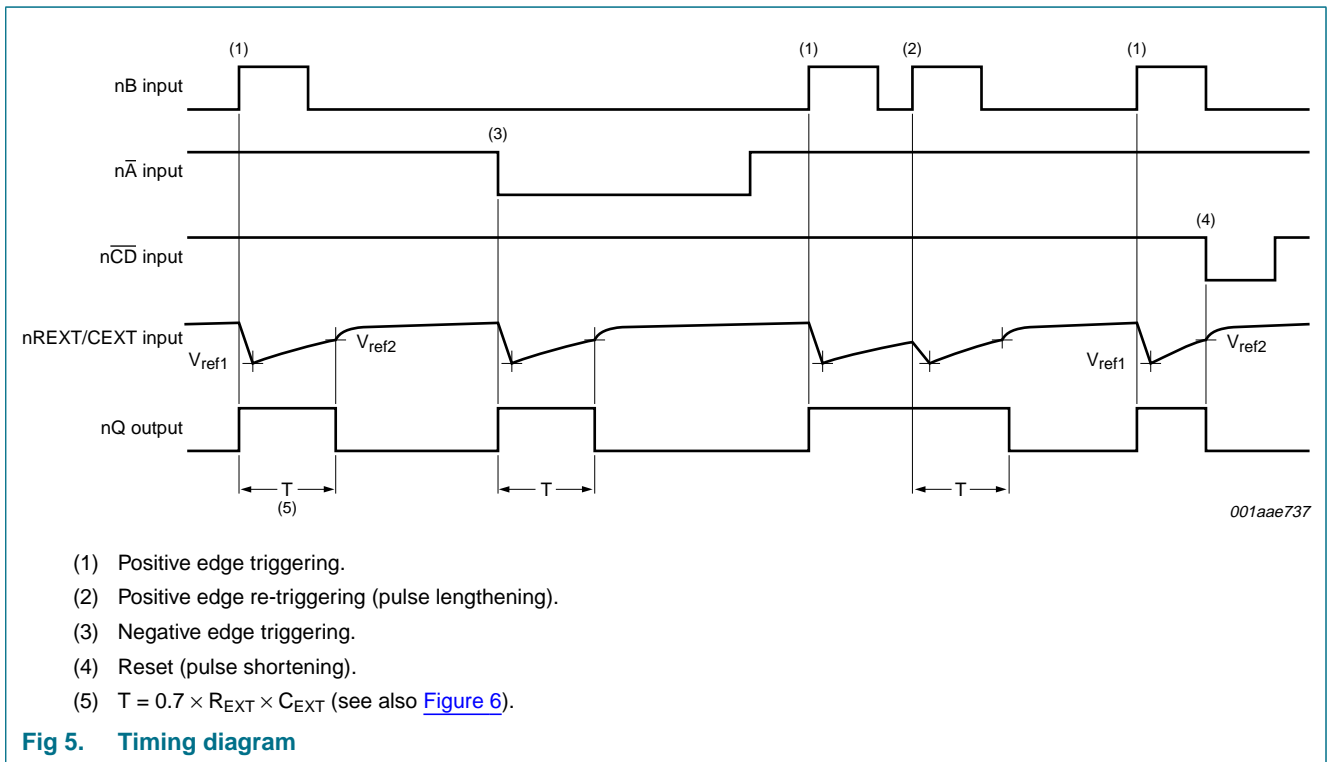 (1) (1) (2) (1)
nB input
(3)
nA̅ input
(4)
nC̅D̅ input
nREXT/CEXT input
Vref1 Vref2 Vref1 Vref2
nQ output
T T T
(5)
001aae737
(1) Positive edge triggering.
(2) Positive edge re-triggering (pulse lengthening).
(3) Negative edge triggering.
(4) Reset (pulse shortening).
(5) T = 0.7 × REXT × CEXT (see also Figure 6).
Fig 5. Timing diagram